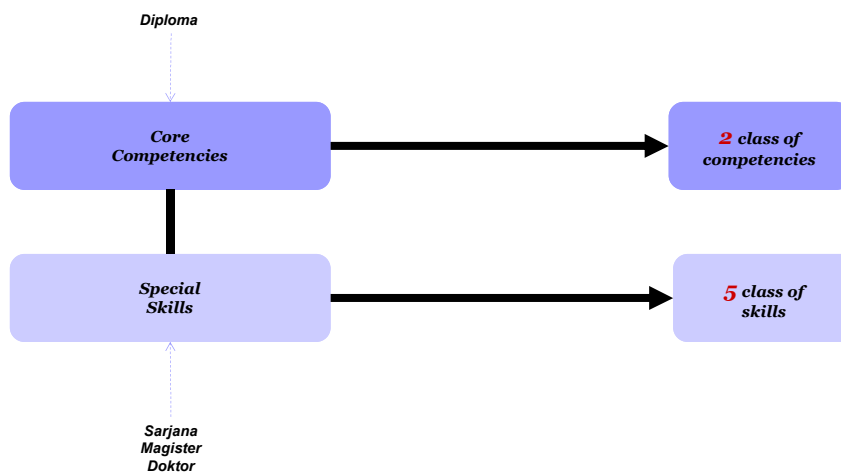 Diploma
Core
Competencies
2 class of
competencies
Special
Skills
5 class of
skills
Sarjana
Magister
Doktor